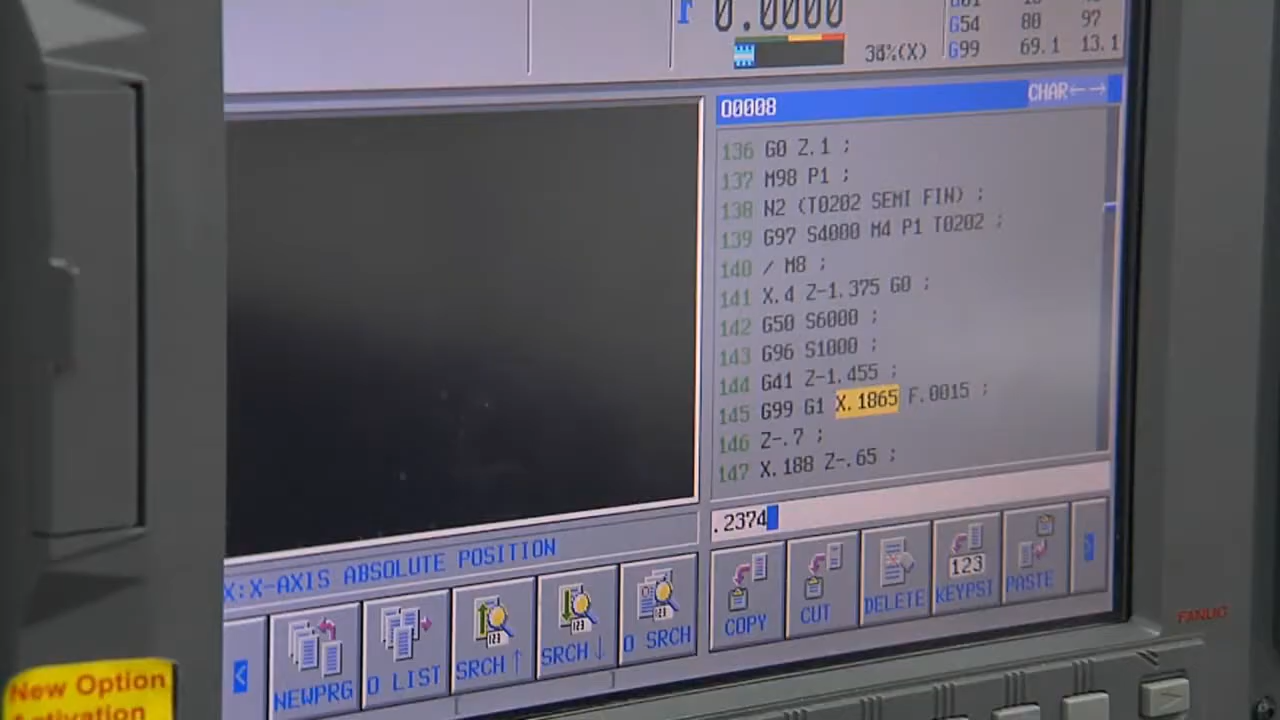 0.0000
G54 80 97
36%(X) G99 69.1 13.1
O0008 CHAR←→
136 G0 Z.1 ;
137 M98 P1 ;
138 N2 (T0202 SEMI FIN) ;
139 G97 S4000 M4 P1 T0202 ;
140 / M8 ;
141 X.4 Z-1.375 G0 ;
142 G50 S6000 ;
143 G96 S1000 ;
144 G41 Z-1.455 ;
145 G99 G1 X.1865 F.0015 ;
146 Z-.7 ;
147 X.188 Z-.65 ;
.2374
X:X-AXIS ABSOLUTE POSITION
< NEWPRG O LIST SRCH↑ SRCH↓ O SRCH COPY CUT DELETE KEYPSI PASTE >
FANUC
New Option
Activation